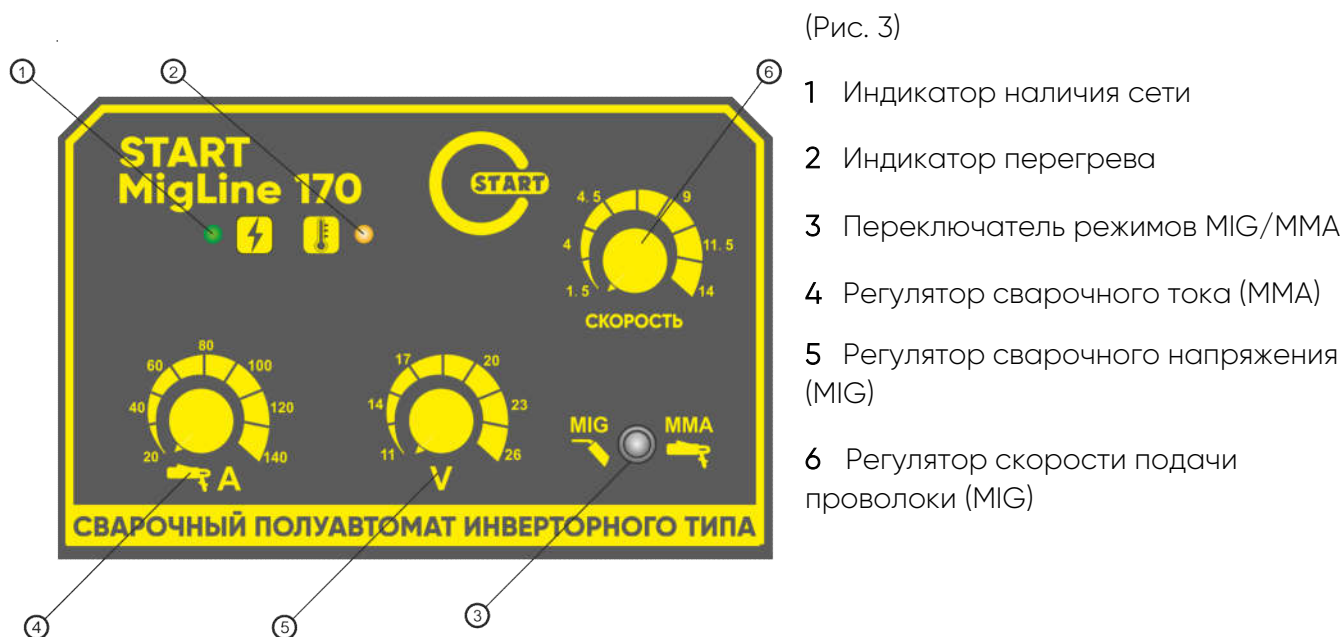 (Рис. 3)
1 Индикатор наличия сети
2 Индикатор перегрева
3 Переключатель режимов MIG/MMA
4 Регулятор сварочного тока (MMA)
5 Регулятор сварочного напряжения
(MIG)
6 Регулятор скорости подачи
проволоки (MIG)
1
2
6
START
MigLine 170
START
4. 5
9
4
11. 5
1. 5
14
СКОРОСТЬ
80
60
100
40
120
20
140
A
17
20
14
23
11
26
V
MIG
MMA
СВАРОЧНЫЙ ПОЛУАВТОМАТ ИНВЕРТОРНОГО ТИПА
4
5
3